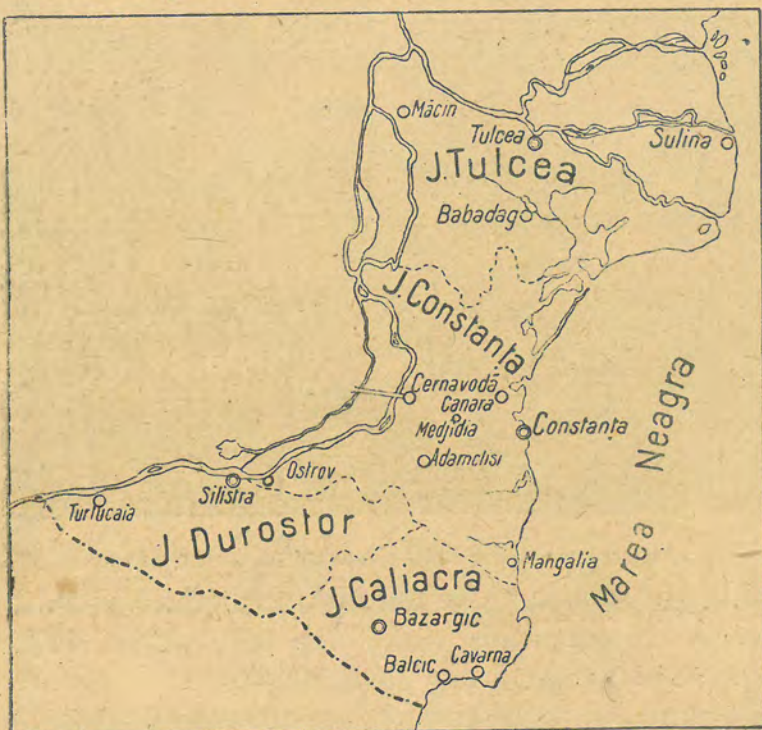 Măcin
Tulcea
Sulina
J. Tulcea
Babadag
J. Constanța
Cernavodă
Canara
Medjidia
Constanța
Adamclisi
Ostrov
Silistra
Turtucaia
J. Durostor
Mangalia
J. Caliacra
Bazargic
Balcic
Cavarna
Marea Neagra